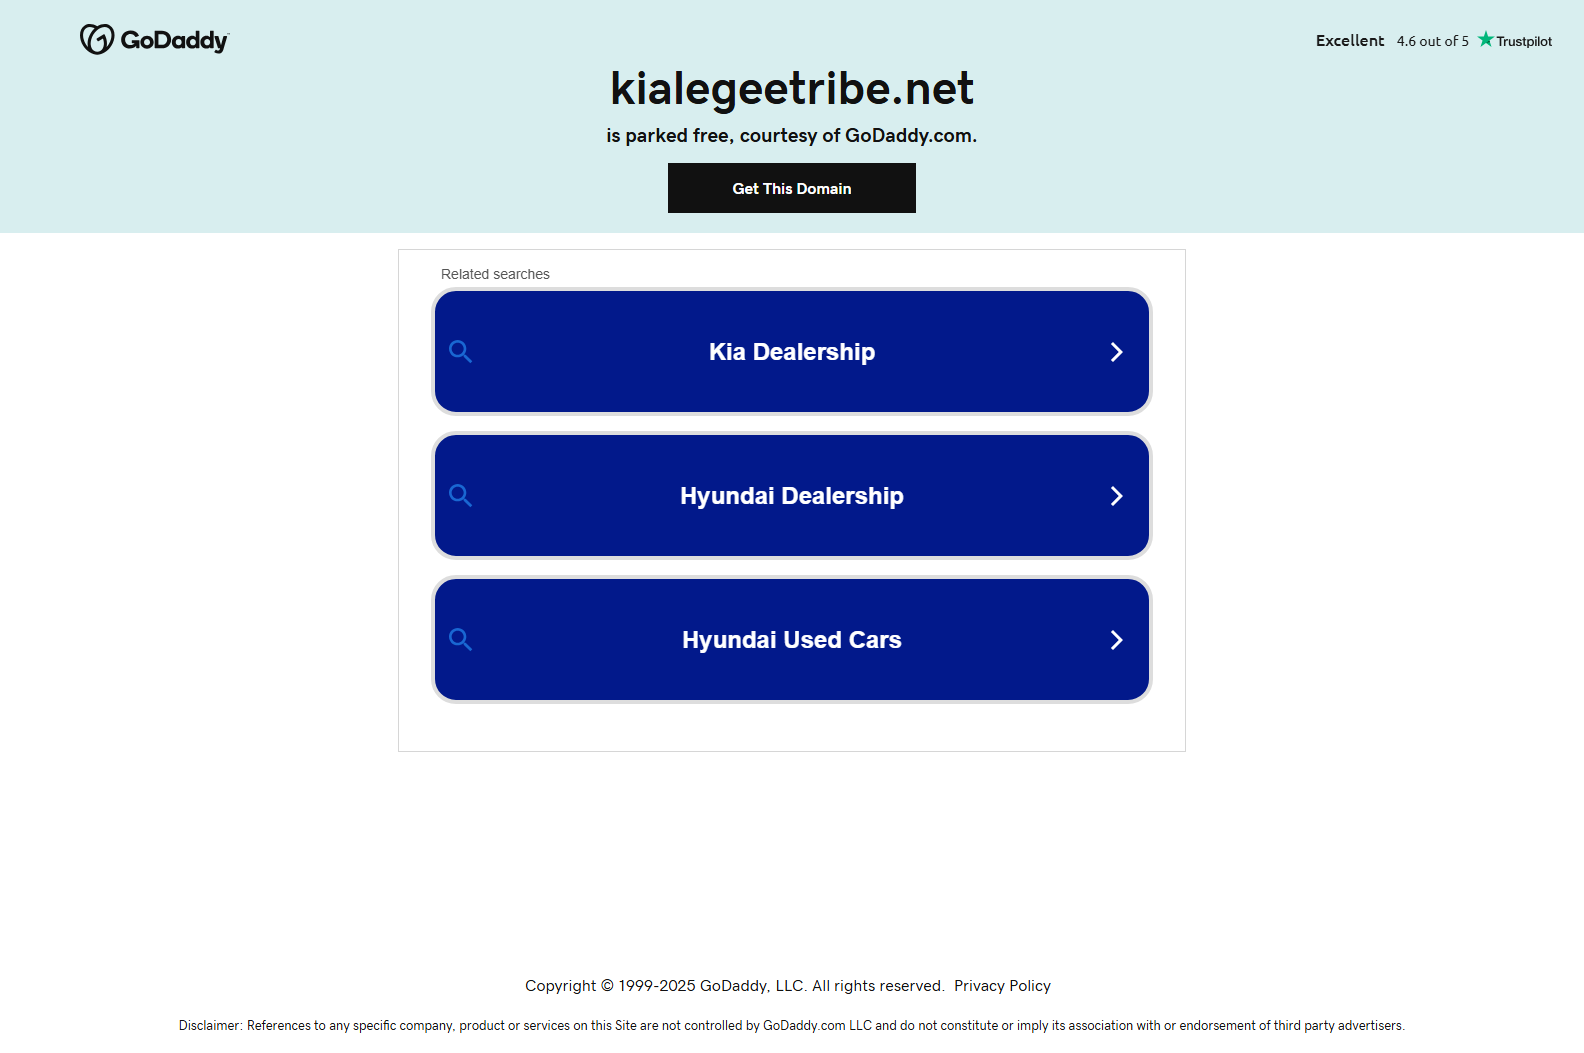 GoDaddy
Excellent 4.6 out of 5 Trustpilot
kialegeetribe.net
is parked free, courtesy of GoDaddy.com.
Get This Domain
Related searches
Kia Dealership
Hyundai Dealership
Hyundai Used Cars
Copyright © 1999-2025 GoDaddy, LLC. All rights reserved. Privacy Policy
Disclaimer: References to any specific company, product or services on this Site are not controlled by GoDaddy.com LLC and do not constitute or imply its association with or endorsement of third party advertisers.